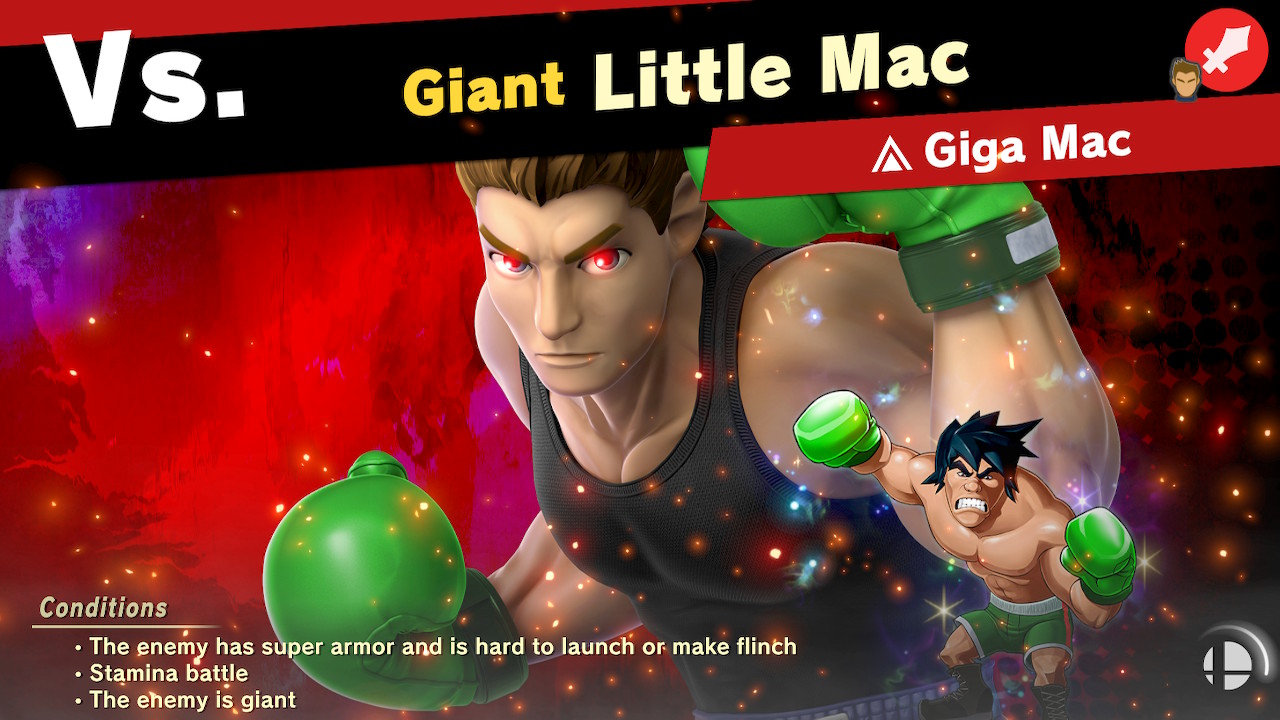 Vs.
Giant Little Mac
Giga Mac
Conditions
• The enemy has super armor and is hard to launch or make flinch
• Stamina battle
• The enemy is giant